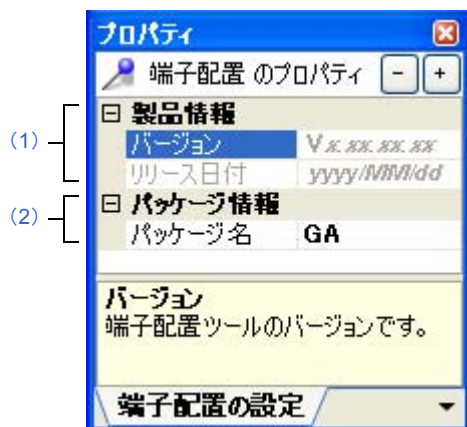 プロパティ
端子配置 のプロパティ - +
(1)
製品情報
バージョン Vx.xx.xx.xx
リリース日付 yyyy/MM/dd
(2)
パッケージ情報
パッケージ名 GA
バージョン
端子配置ツールのバージョンです。
端子配置の設定